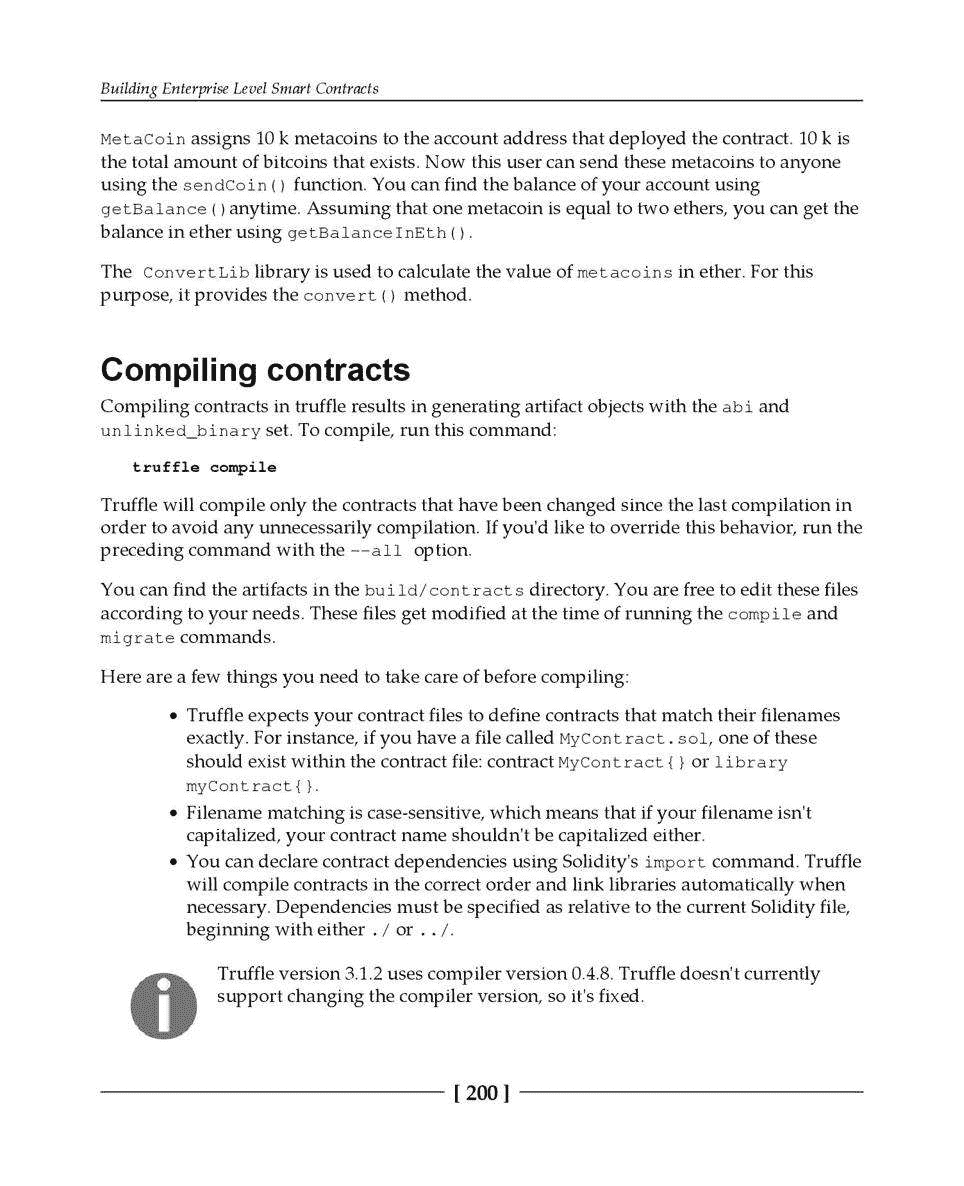 Building Enterprise Level Smart Contracts
MetaCoin assigns 10 k metacoins to the account address that deployed the contract. 10 k is
the total amount of bitcoins that exists. Now this user can send these metacoins to anyone
using the sendCoin() function. You can find the balance of your account using
getBalance()anytime. Assuming that one metacoin is equal to two ethers, you can get the
balance in ether using getBalanceInEth().
The ConvertLib library is used to calculate the value of metacoins in ether. For this
purpose, it provides the convert() method.
Compiling contracts
Compiling contracts in truffle results in generating artifact objects with the abi and
unlinked_binary set. To compile, run this command:
truffle compile
Truffle will compile only the contracts that have been changed since the last compilation in
order to avoid any unnecessarily compilation. If you'd like to override this behavior, run the
preceding command with the --all option.
You can find the artifacts in the build/contracts directory. You are free to edit these files
according to your needs. These files get modified at the time of running the compile and
migrate commands.
Here are a few things you need to take care of before compiling:
• Truffle expects your contract files to define contracts that match their filenames
exactly. For instance, if you have a file called MyContract.sol, one of these
should exist within the contract file: contract MyContract{} or library
myContract{}.
• Filename matching is case-sensitive, which means that if your filename isn't
capitalized, your contract name shouldn't be capitalized either.
• You can declare contract dependencies using Solidity's import command. Truffle
will compile contracts in the correct order and link libraries automatically when
necessary. Dependencies must be specified as relative to the current Solidity file,
beginning with either ./ or ../.
Truffle version 3.1.2 uses compiler version 0.4.8. Truffle doesn't currently
support changing the compiler version, so it's fixed.
[ 200 ]